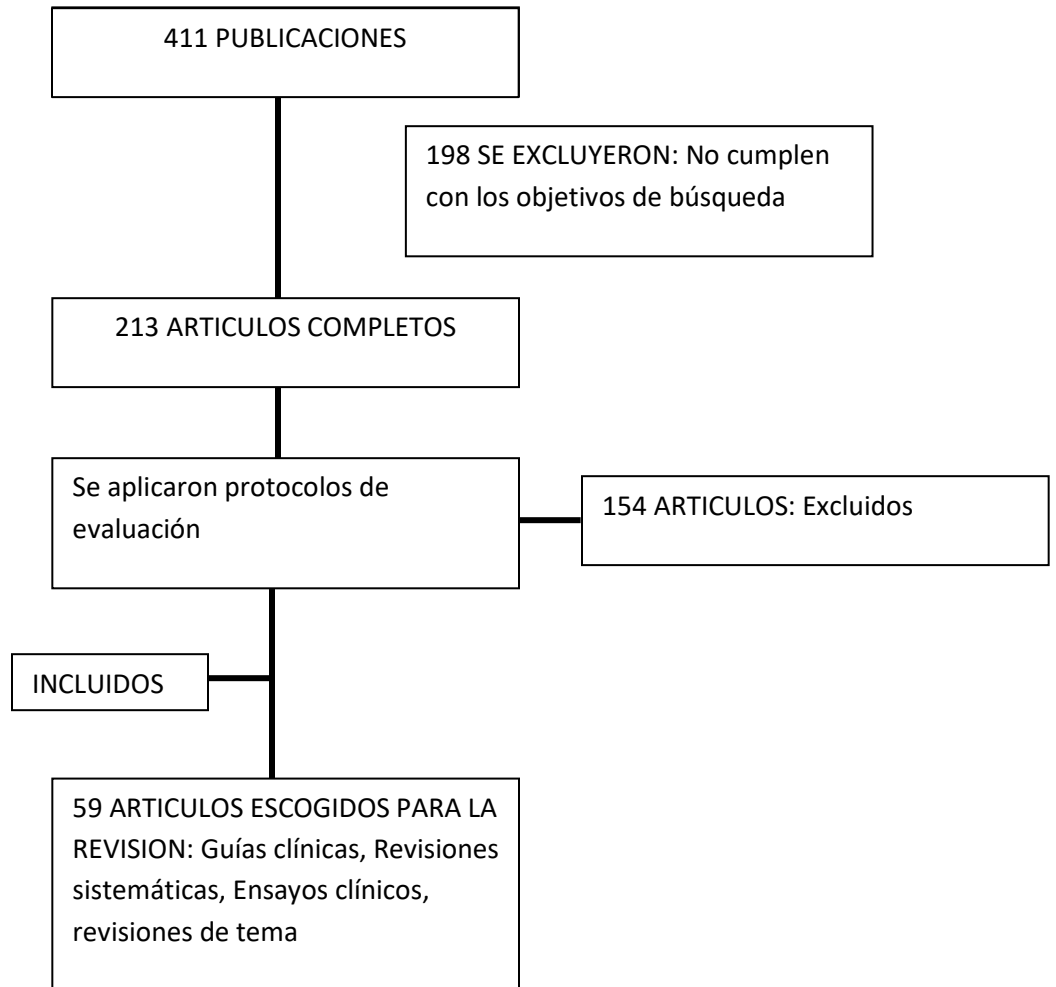 411 PUBLICACIONES
198 SE EXCLUYERON: No cumplen
con los objetivos de búsqueda
213 ARTICULOS COMPLETOS
Se aplicaron protocolos de
evaluación
154 ARTICULOS: Excluidos
INCLUIDOS
59 ARTICULOS ESCOGIDOS PARA LA
REVISION: Guías clínicas, Revisiones
sistemáticas, Ensayos clínicos,
revisiones de tema